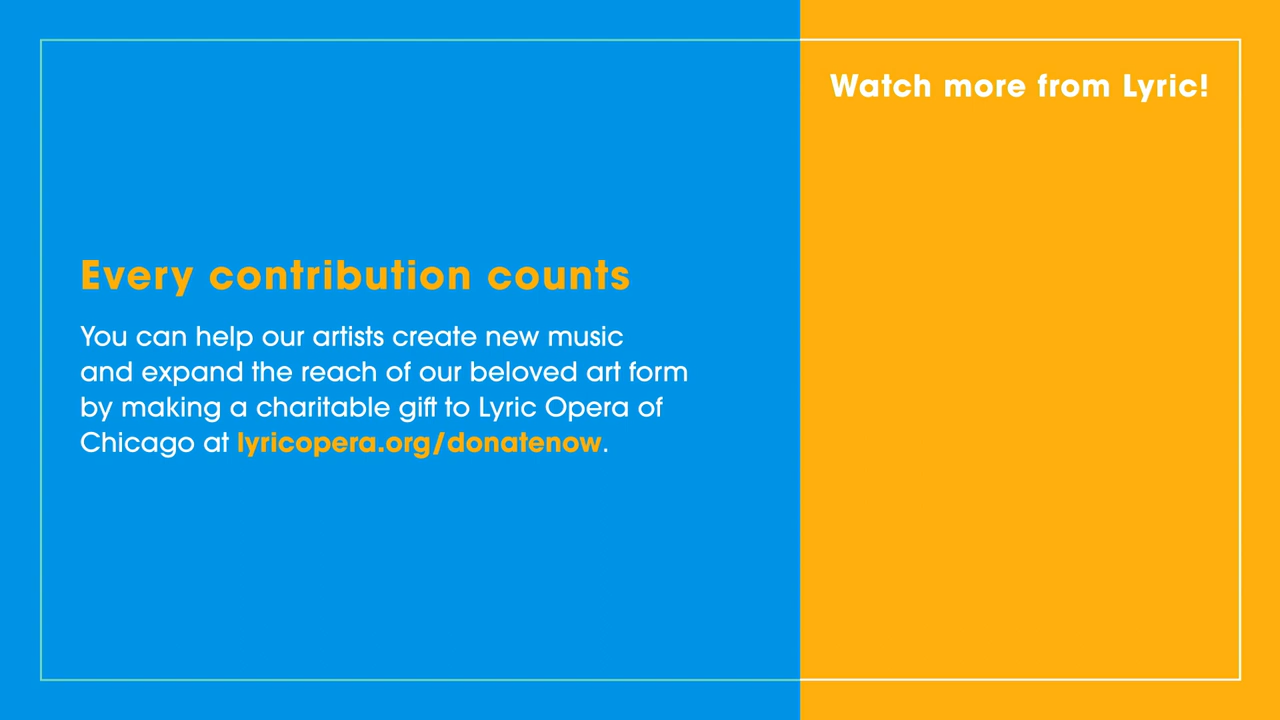 Watch more from Lyric!
Every contribution counts
You can help our artists create new music
and expand the reach of our beloved art form
by making a charitable gift to Lyric Opera of
Chicago at lyricopera.org/donatenow.